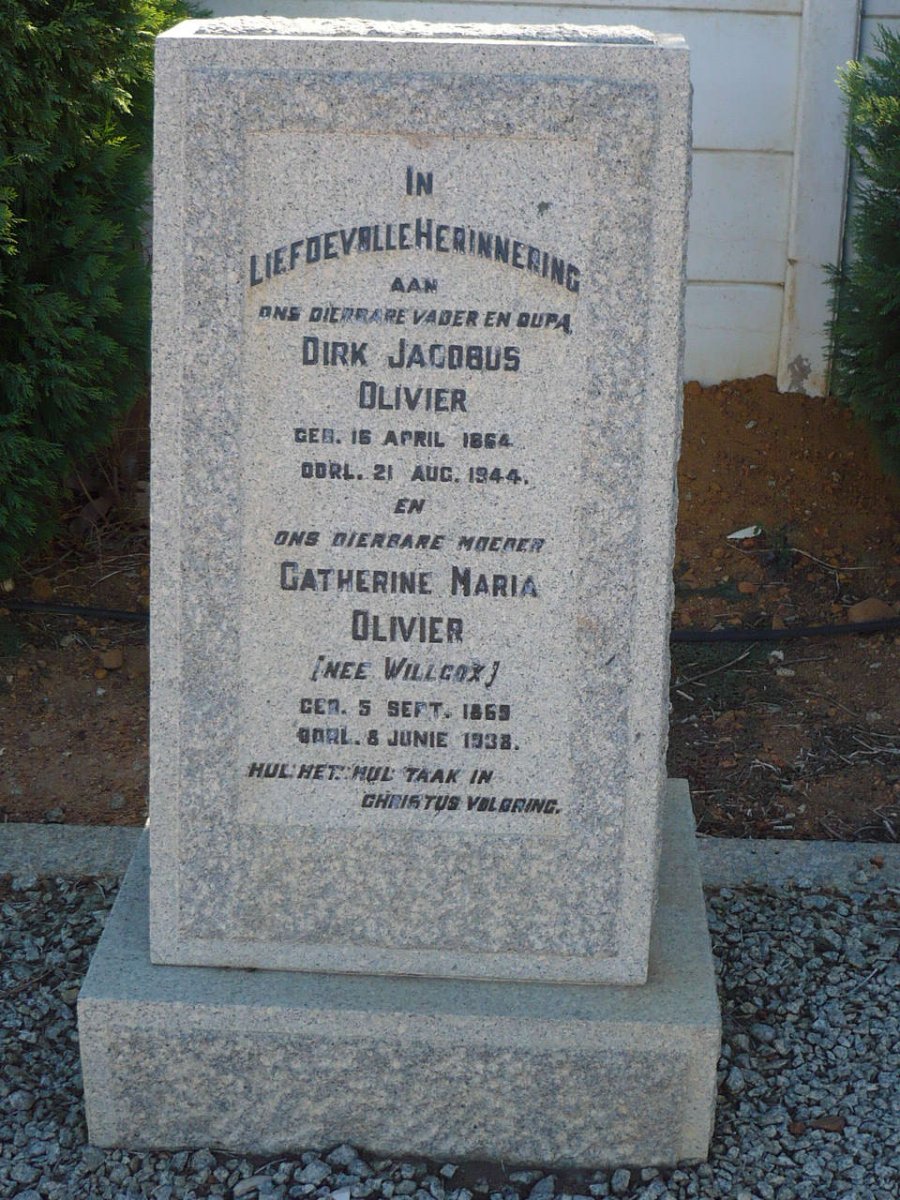 IN
LIEFDEVOLLE HERINNERING
AAN
ONS DIERBARE VADER EN OUPA,
DIRK JACOBUS
OLIVIER
GEB. 16 APRIL 1864.
OORL. 21 AUG. 1944.
EN
ONS DIERBARE MOEDER
CATHERINE MARIA
OLIVIER
[NEE WILLCOX]
GEB. 5 SEPT. 1869
OORL. 8 JUNIE 1938.
HUL HET HUL TAAK IN
CHRISTUS VOLBRING.